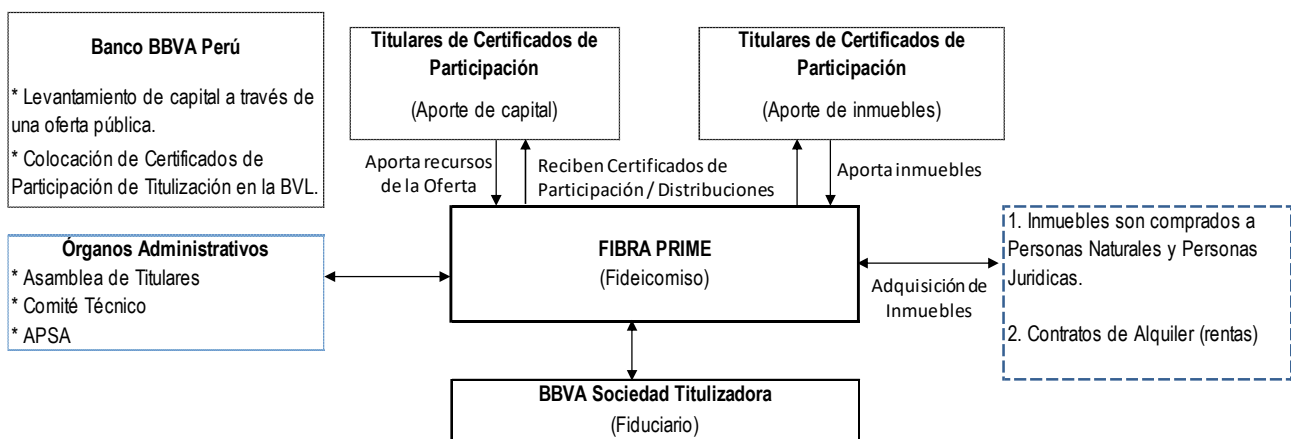 Banco BBVA Perú
* Levantamiento de capital a través de
una oferta pública.
* Colocación de Certificados de
Participación de Titulización en la BVL.
Titulares de Certificados de
Participación
(Aporte de capital)
Titulares de Certificados de
Participación
(Aporte de inmuebles)
Aporta recursos
de la Oferta
Reciben Certificados de
Participación / Distribuciones
Aporta inmuebles
Órganos Administrativos
* Asamblea de Titulares
* Comité Técnico
* APSA
FIBRA PRIME
(Fideicomiso)
Adquisición de
Inmuebles
1. Inmuebles son comprados a
Personas Naturales y Personas
Juridicas.
2. Contratos de Alquiler (rentas)
BBVA Sociedad Titulizadora
(Fiduciario)